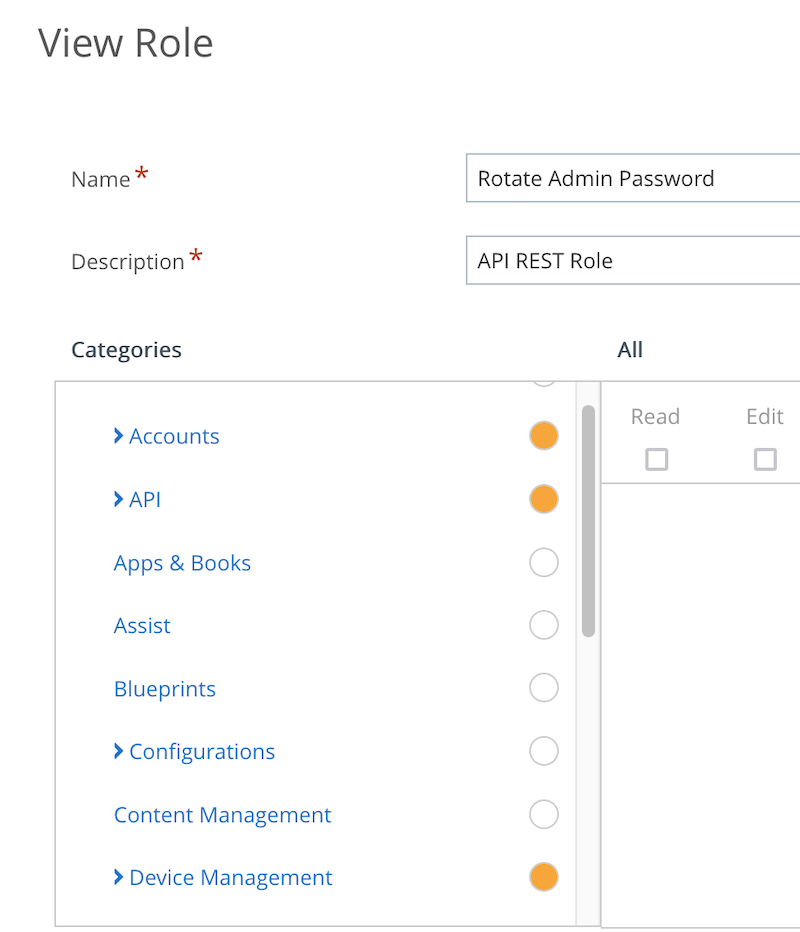 View Role
Name *
Rotate Admin Password
Description *
API REST Role
Categories
All
Read Edit
Accounts
API
Apps & Books
Assist
Blueprints
Configurations
Content Management
Device Management